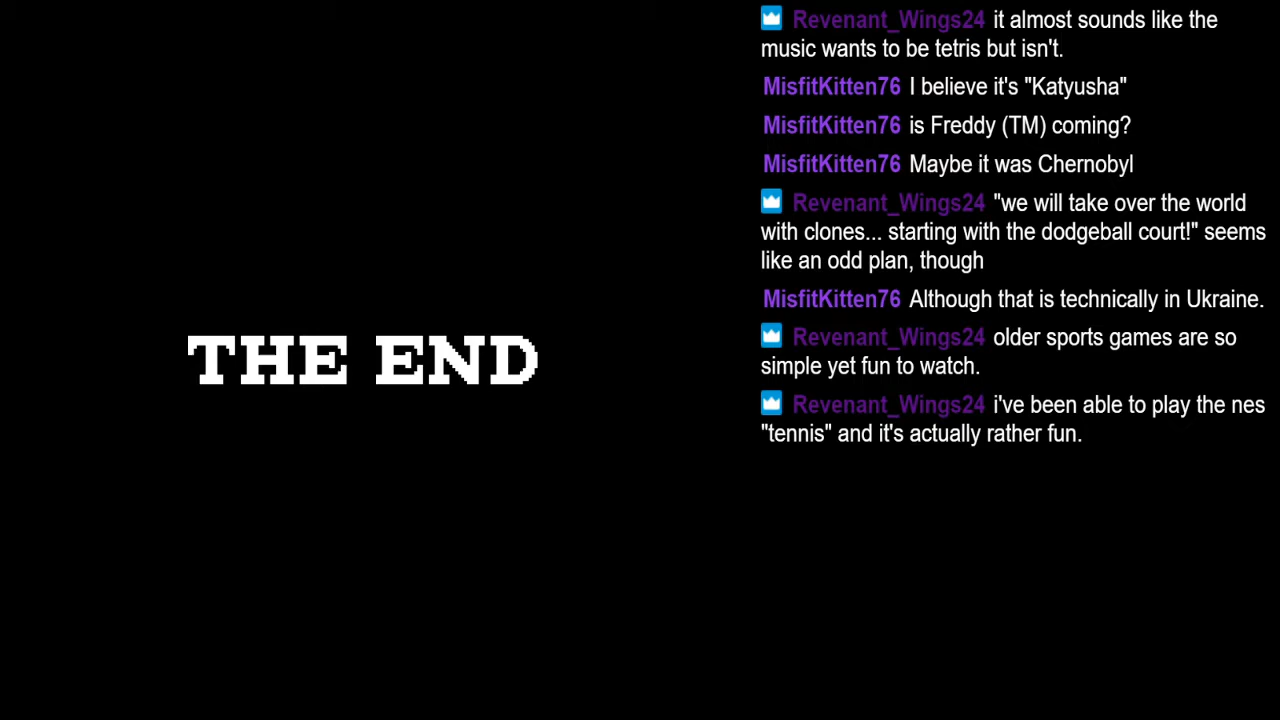 THE END
Revenant_Wings24 it almost sounds like the
music wants to be tetris but isn't.
MisfitKitten76 I believe it's "Katyusha"
MisfitKitten76 is Freddy (TM) coming?
MisfitKitten76 Maybe it was Chernobyl
Revenant_Wings24 "we will take over the world
with clones... starting with the dodgeball court!" seems
like an odd plan, though
MisfitKitten76 Although that is technically in Ukraine.
Revenant_Wings24 older sports games are so
simple yet fun to watch.
Revenant_Wings24 i've been able to play the nes
"tennis" and it's actually rather fun.